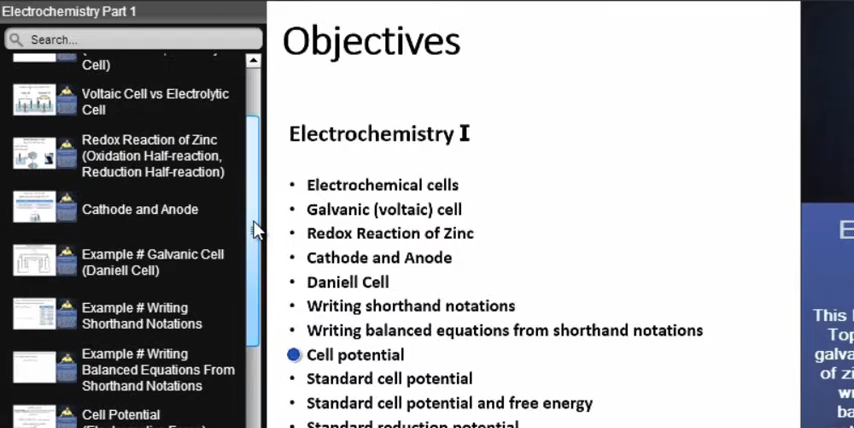 Electrochemistry Part 1
Search...
Cell)
Voltaic Cell vs Electrolytic
Cell
Redox Reaction of Zinc
(Oxidation Half-reaction,
Reduction Half-reaction)
Cathode and Anode
Example # Galvanic Cell
(Daniell Cell)
Example # Writing
Shorthand Notations
Example # Writing
Balanced Equations From
Shorthand Notations
Cell Potential
Objectives
Electrochemistry I
• Electrochemical cells
• Galvanic (voltaic) cell
• Redox Reaction of Zinc
• Cathode and Anode
• Daniell Cell
• Writing shorthand notations
• Writing balanced equations from shorthand notations
Cell potential
• Standard cell potential
• Standard cell potential and free energy
• Standard reduction potential
E
This
Top
galva
of zi
w
ba